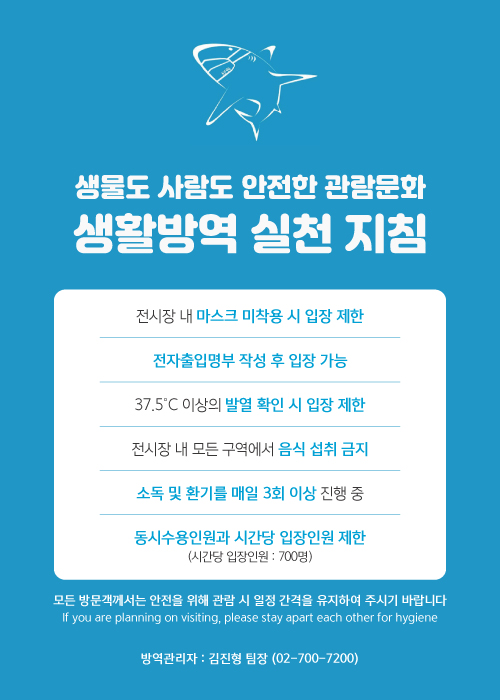 생물도 사람도 안전한 관람문화
생활방역 실천 지침
전시장 내 마스크 미착용 시 입장 제한
전자출입명부 작성 후 입장 가능
37.5°C 이상의 발열 확인 시 입장 제한
전시장 내 모든 구역에서 음식 섭취 금지
소독 및 환기를 매일 3회 이상 진행 중
동시수용인원과 시간당 입장인원 제한
(시간당 입장인원 : 700명)
모든 방문객께서는 안전을 위해 관람 시 일정 간격을 유지하여 주시기 바랍니다
If you are planning on visiting, please stay apart each other for hygiene
방역관리자 : 김진형 팀장 (02-700-7200)